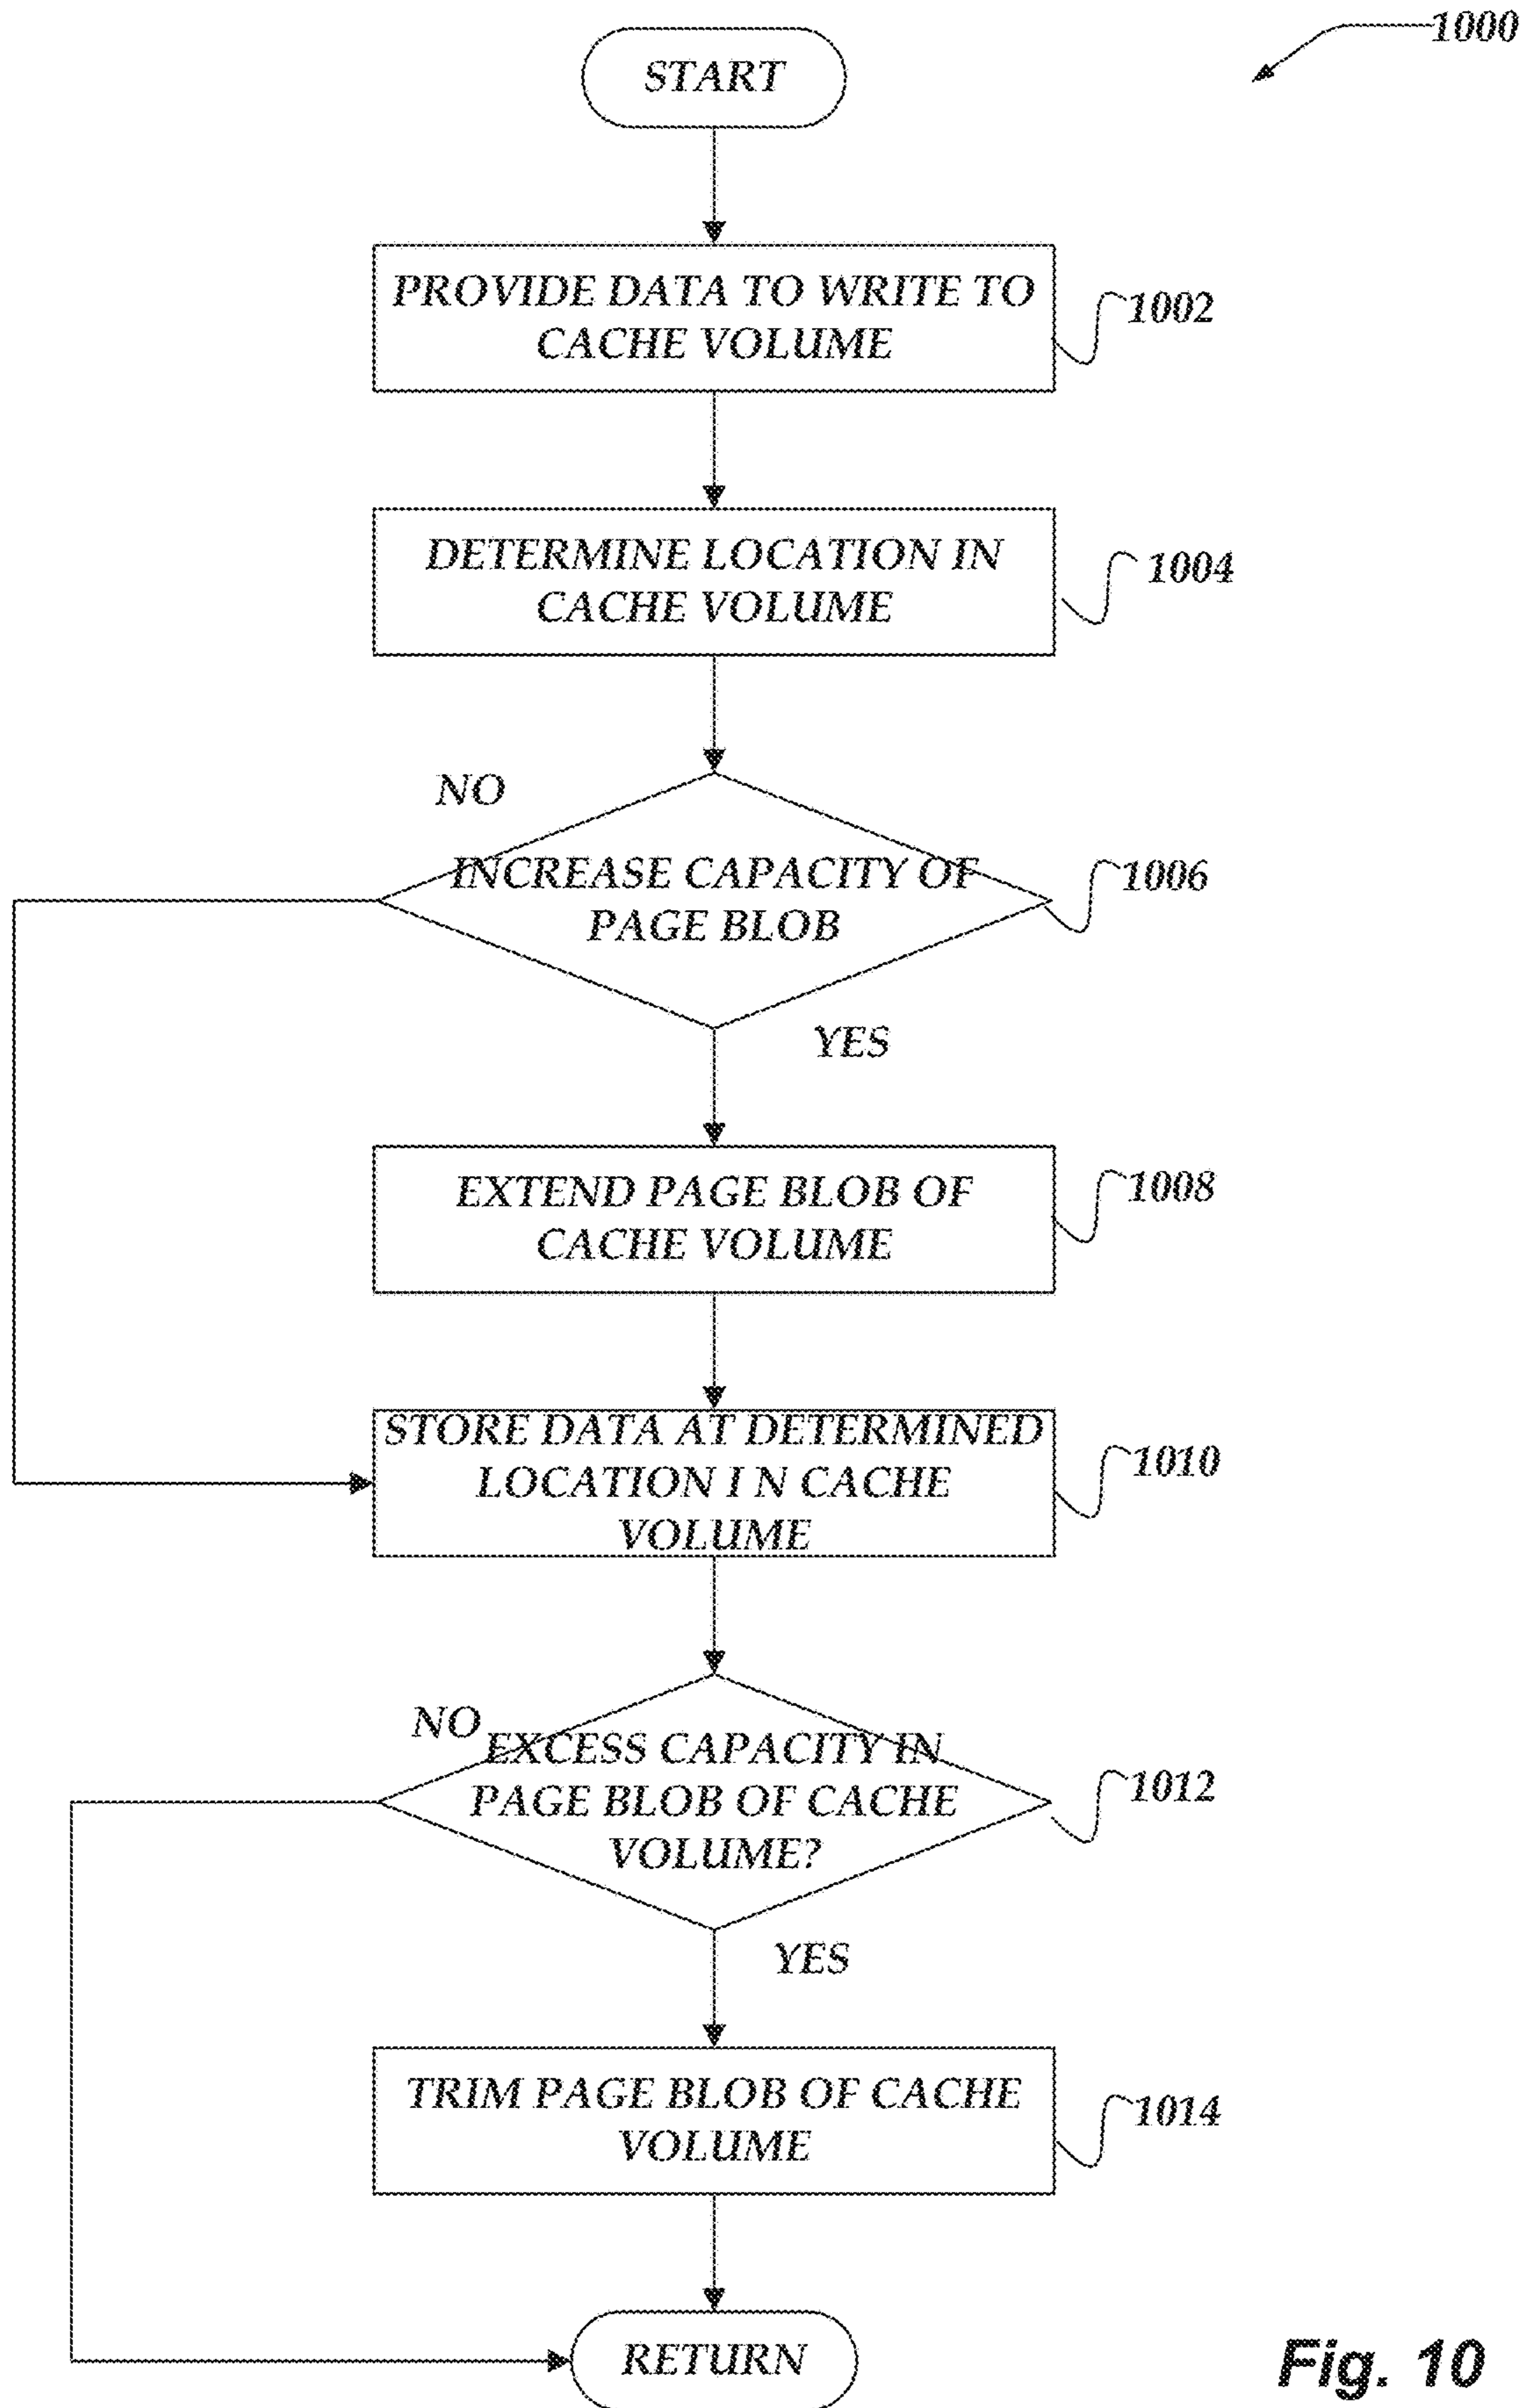 1000
START
PROVIDE DATA TO WRITE TO
CACHE VOLUME
1002
DETERMINE LOCATION IN
CACHE VOLUME
1004
NO
INCREASE CAPACITY OF
PAGE BLOB
1006
YES
EXTEND PAGE BLOB OF
CACHE VOLUME
1008
STORE DATA AT DETERMINED
LOCATION I N CACHE
VOLUME
1010
NO
EXCESS CAPACITY IN
PAGE BLOB OF CACHE
VOLUME?
1012
YES
TRIM PAGE BLOB OF CACHE
VOLUME
1014
RETURN
Fig. 10